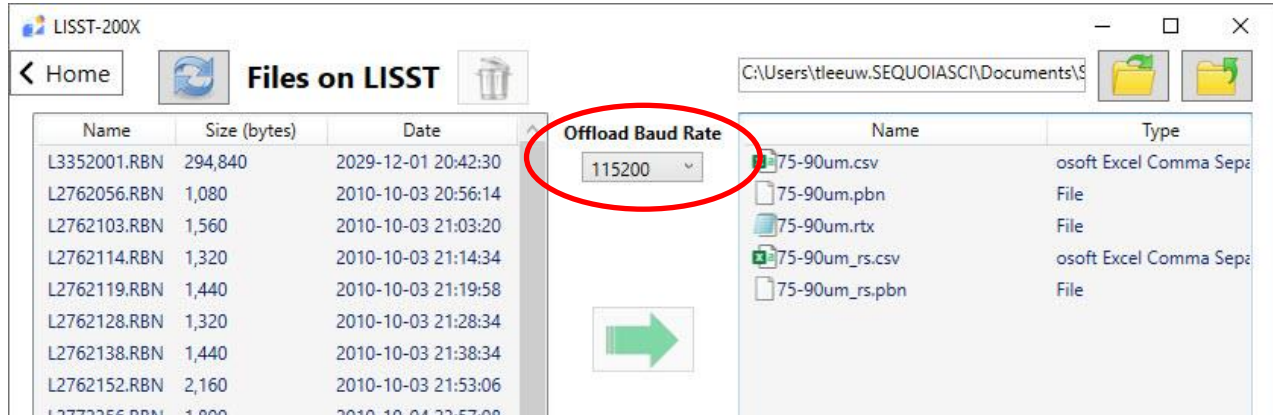 LISST-200X
Home
Files on LISST
C:\Users\tleeuw.SEQUOIASCI\Documents\S
Name Size (bytes) Date
L3352001.RBN 294,840 2029-12-01 20:42:30
L2762056.RBN 1,080 2010-10-03 20:56:14
L2762103.RBN 1,560 2010-10-03 21:03:20
L2762114.RBN 1,320 2010-10-03 21:14:34
L2762119.RBN 1,440 2010-10-03 21:19:58
L2762128.RBN 1,320 2010-10-03 21:28:34
L2762138.RBN 1,440 2010-10-03 21:38:34
L2762152.RBN 2,160 2010-10-03 21:53:06
Offload Baud Rate
115200
Name Type
75-90um.csv osoft Excel Comma Sepa
75-90um.pbn File
75-90um.rtx File
75-90um_rs.csv osoft Excel Comma Sepa
75-90um_rs.pbn File